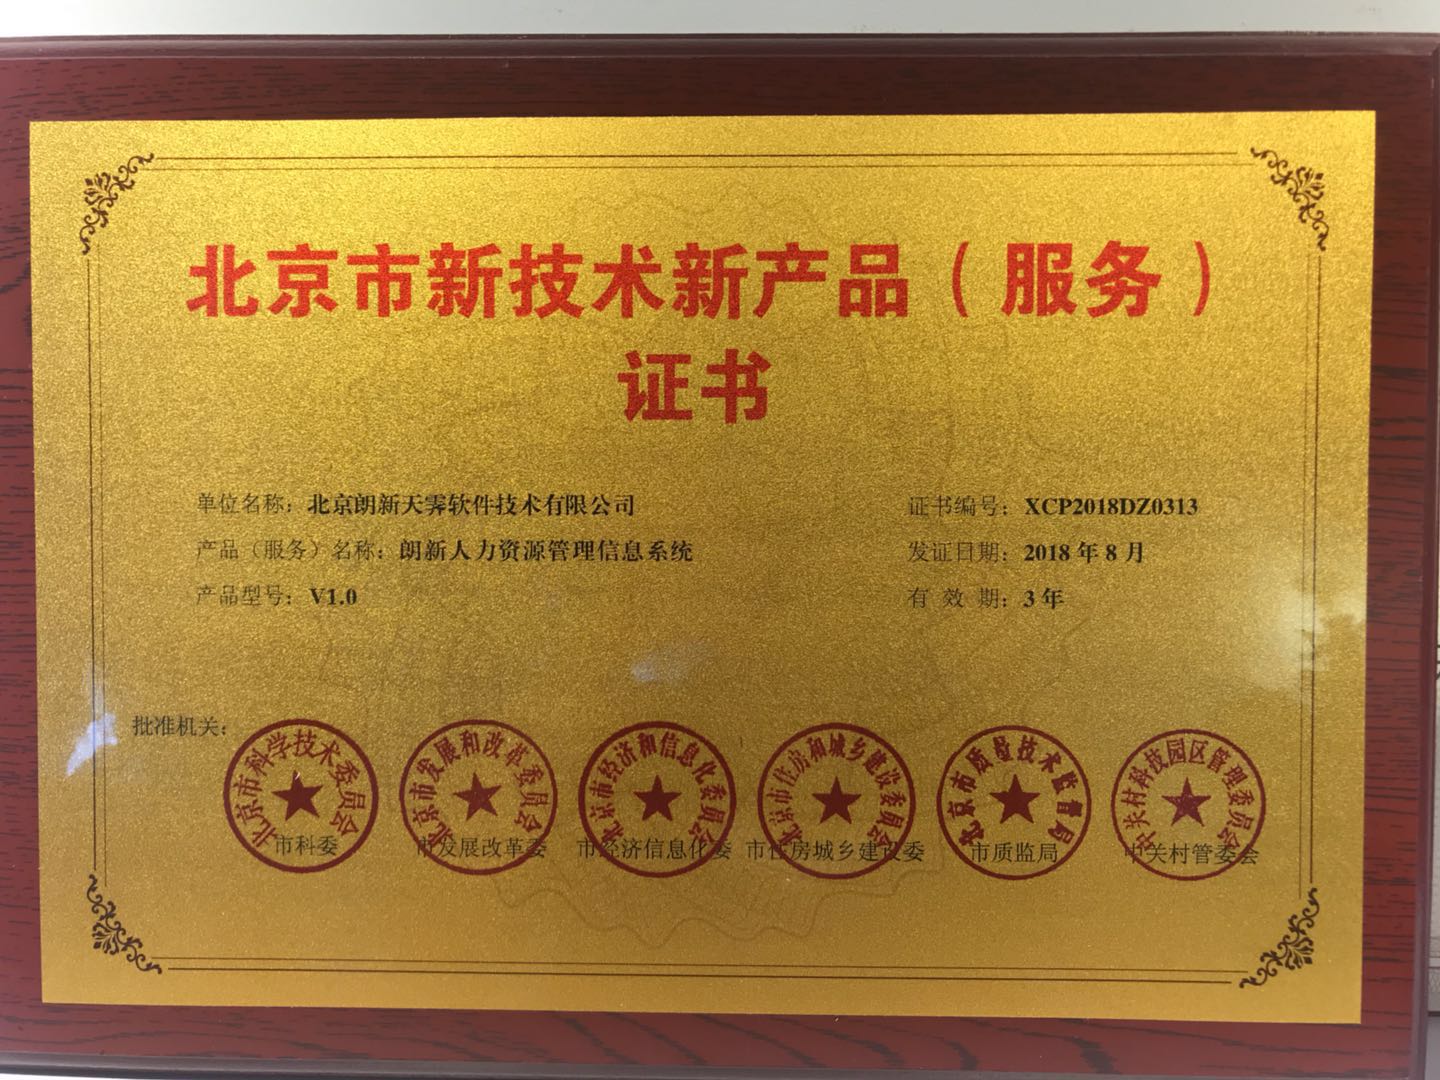 北京市新技术新产品（服务）
证书
单位名称：北京朗新天霁软件技术有限公司
产品（服务）名称：朗新人力资源管理信息系统
产品型号：V1.0
证书编号：XCP2018DZ0313
发证日期：2018 年 8 月
有 效 期：3 年
批准机关：
北京市科学技术委员会
市科委
北京市发展和改革委员会
市发展改革委
北京市经济和信息化委员会
市经济信息化委
北京市住房和城乡建设委员会
市住房城乡建设委
北京市质量技术监督局
市质监局
中关村科技园区管理委员会
中关村管委会